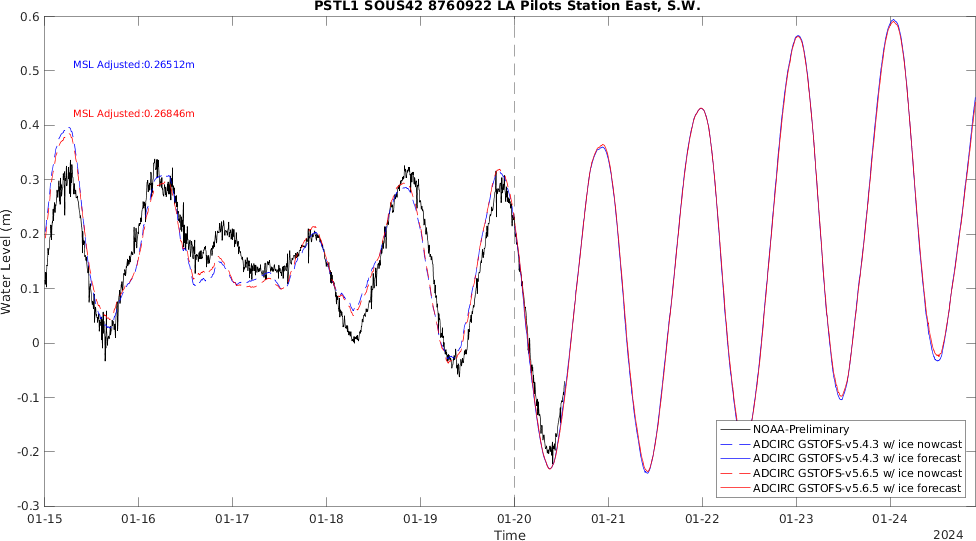 PSTL1 SOUS42 8760922 LA Pilots Station East, S.W.
0.6
0.5
0.4
0.3
0.2
0.1
0
-0.1
-0.2
-0.3
Water Level (m)
MSL Adjusted:0.26512m
MSL Adjusted:0.26846m
NOAA-Preliminary
ADCIRC GSTOFS-v5.4.3 w/ ice nowcast
ADCIRC GSTOFS-v5.4.3 w/ ice forecast
ADCIRC GSTOFS-v5.6.5 w/ ice nowcast
ADCIRC GSTOFS-v5.6.5 w/ ice forecast
01-15 01-16 01-17 01-18 01-19 01-20 01-21 01-22 01-23 01-24
Time
2024